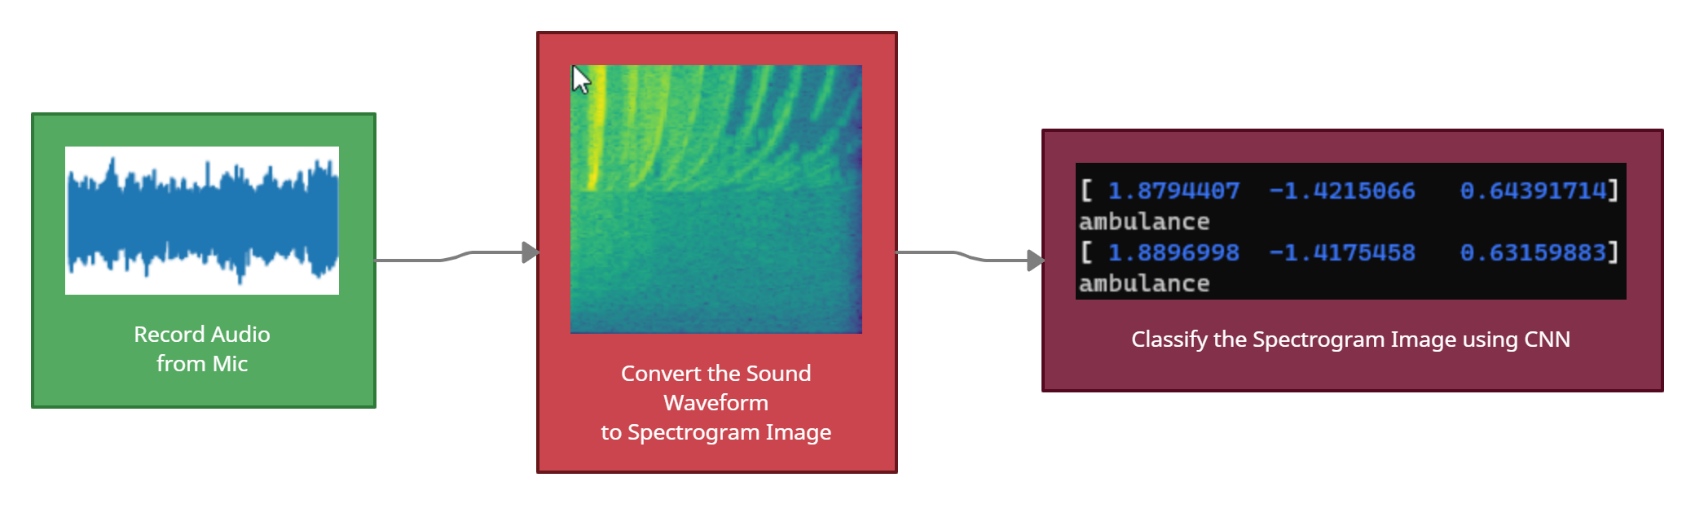 Record Audio
from Mic
Convert the Sound
Waveform
to Spectrogram Image
[ 1.8794407 -1.4215066 0.64391714]
ambulance
[ 1.8896998 -1.4175458 0.63159883]
ambulance
Classify the Spectrogram Image using CNN